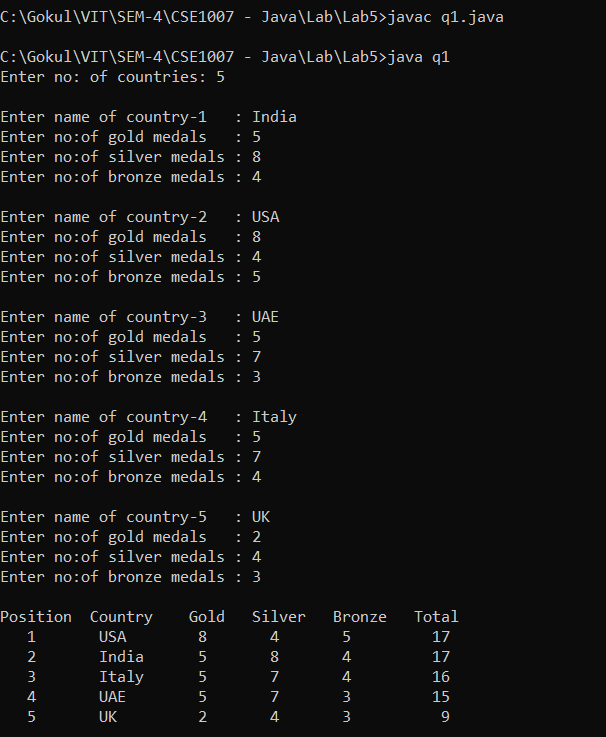 C:\Gokul\VIT\SEM-4\CSE1007 - Java\Lab\Lab5>javac q1.java
C:\Gokul\VIT\SEM-4\CSE1007 - Java\Lab\Lab5>java q1
Enter no: of countries: 5
Enter name of country-1   : India
Enter no:of gold medals   : 5
Enter no:of silver medals : 8
Enter no:of bronze medals : 4
Enter name of country-2   : USA
Enter no:of gold medals   : 8
Enter no:of silver medals : 4
Enter no:of bronze medals : 5
Enter name of country-3   : UAE
Enter no:of gold medals   : 5
Enter no:of silver medals : 7
Enter no:of bronze medals : 3
Enter name of country-4   : Italy
Enter no:of gold medals   : 5
Enter no:of silver medals : 7
Enter no:of bronze medals : 4
Enter name of country-5   : UK
Enter no:of gold medals   : 2
Enter no:of silver medals : 4
Enter no:of bronze medals : 3
Position  Country    Gold   Silver   Bronze   Total
   1       USA        8       4       5         17
   2       India      5       8       4         17
   3       Italy      5       7       4         16
   4       UAE        5       7       3         15
   5       UK         2       4       3          9